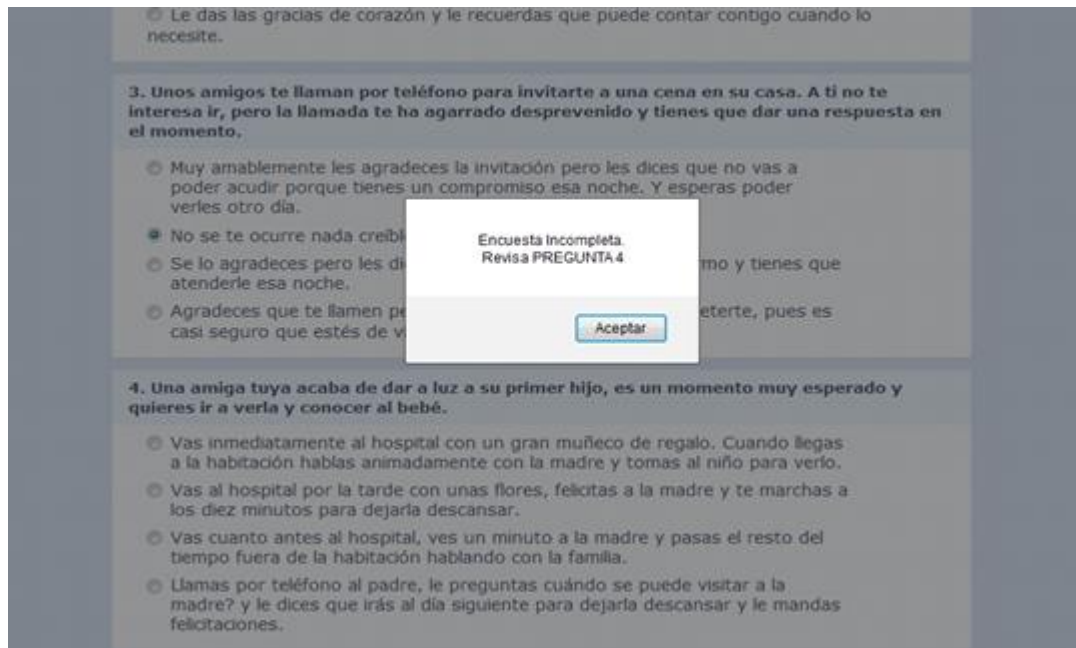 Le das las gracias de corazón y le recuerdas que puede contar contigo cuando lo
necesite.
3. Unos amigos te llaman por teléfono para invitarte a una cena en su casa. A ti no te
interesa ir, pero la llamada te ha agarrado desprevenido y tienes que dar una respuesta en
el momento.
Muy amablemente les agradeces la invitación pero les dices que no vas a
poder acudir porque tienes un compromiso esa noche. Y esperas poder
verles otro día.
No se te ocurre nada
Se lo agradeces pero les y tienes que
atenderle esa noche.
Agradeces que te llamen pues es
casi seguro que estés de
Encuesta Incompleta.
Revisa PREGUNTA 4
Aceptar
4. Una amiga tuya acaba de dar a luz a su primer hijo, es un momento muy esperado y
quieres ir a verla y conocer al bebé.
Vas inmediatamente al hospital con un gran muñeco de regalo. Cuando llegas
a la habitación hablas animadamente con la madre y tomas al niño para verlo.
Vas al hospital por la tarde con unas flores, felicitas a la madre y te marchas a
los diez minutos para dejarla descansar.
Vas cuanto antes al hospital, ves un minuto a la madre y pasas el resto del
tiempo fuera de la habitación hablando con la familia.
Llamas por teléfono al padre, le preguntas cuándo se puede visitar a la
madre? y le dices que irás al día siguiente para dejarla descansar y le mandas
felicitaciones.